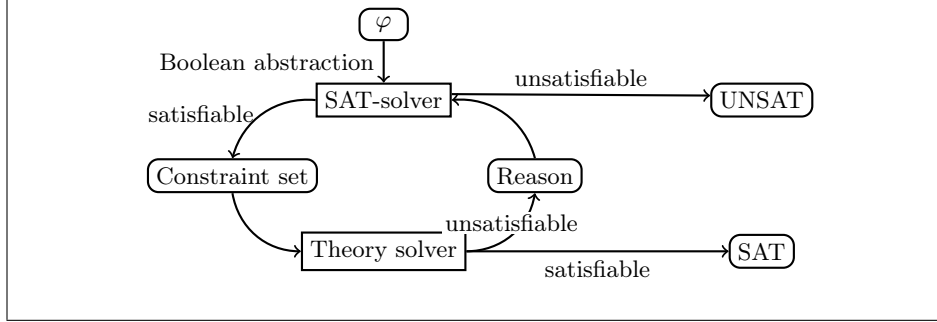 φ
Boolean abstraction
unsatisfiable
SAT-solver
UNSAT
satisfiable
Constraint set
Reason
unsatisfiable
Theory solver
SAT
satisfiable